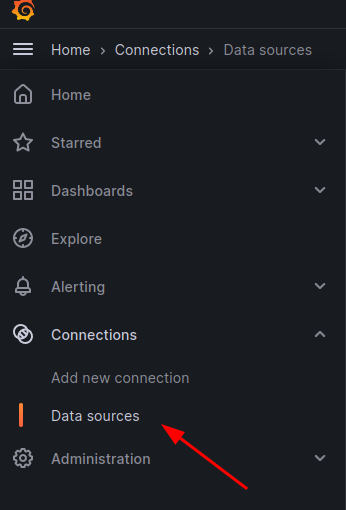 Home › Connections › Data sources
Home
Starred
Dashboards
Explore
Alerting
Connections
Add new connection
Data sources
Administration